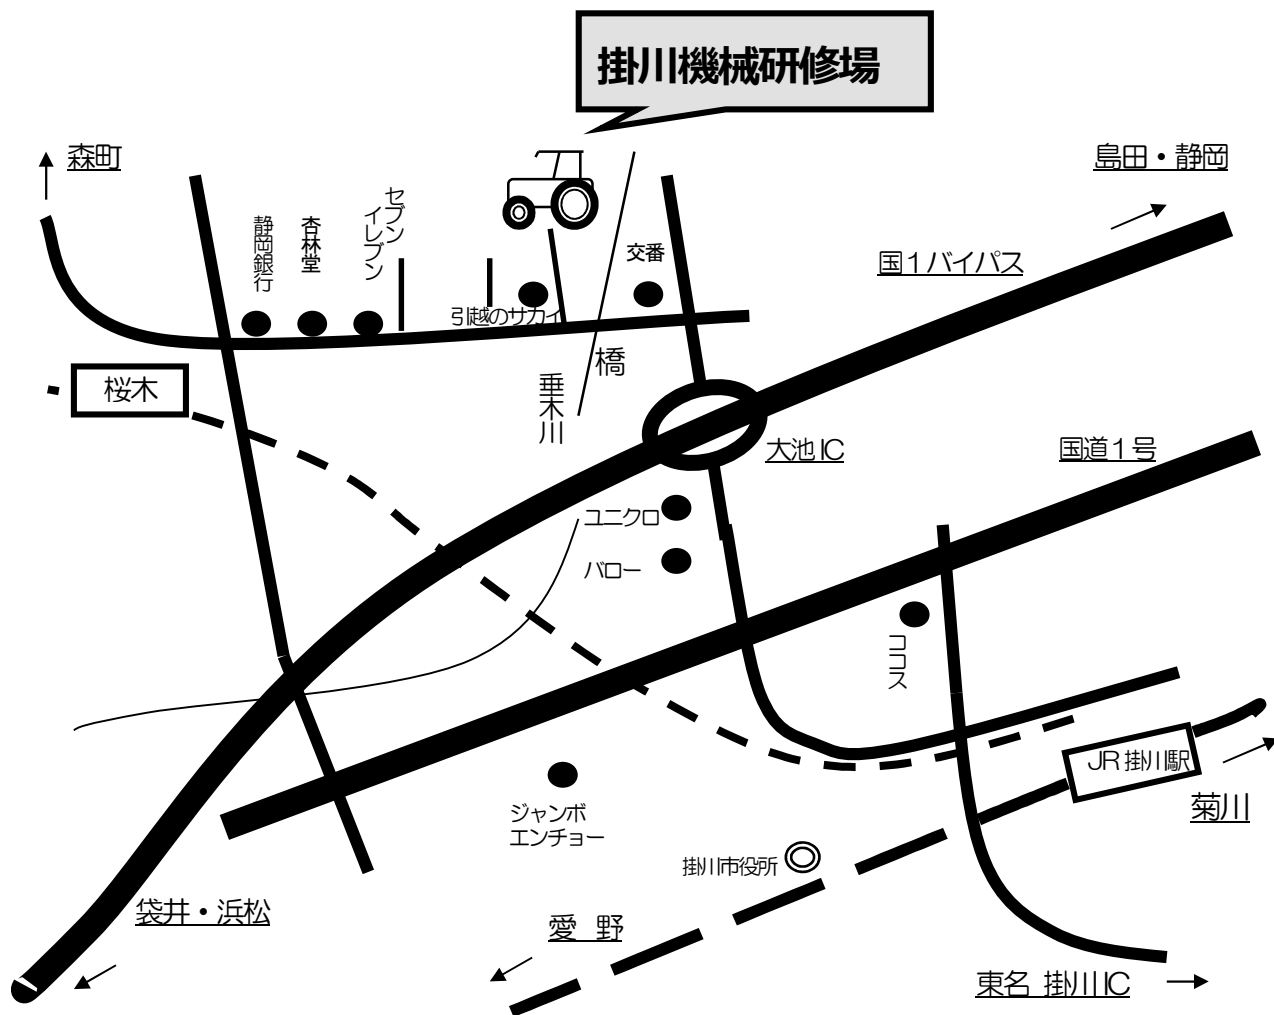 掛川機械研修場
森町
島田・静岡
静岡銀行
杏林堂
セブン
イレブン
交番
国1バイパス
引越のサカイ
橋
垂木川
桜木
大池IC
国道1号
ユニクロ
バロー
ココス
JR掛川駅
菊川
ジャンボ
エンチョー
掛川市役所
袋井・浜松
愛 野
東名 掛川IC